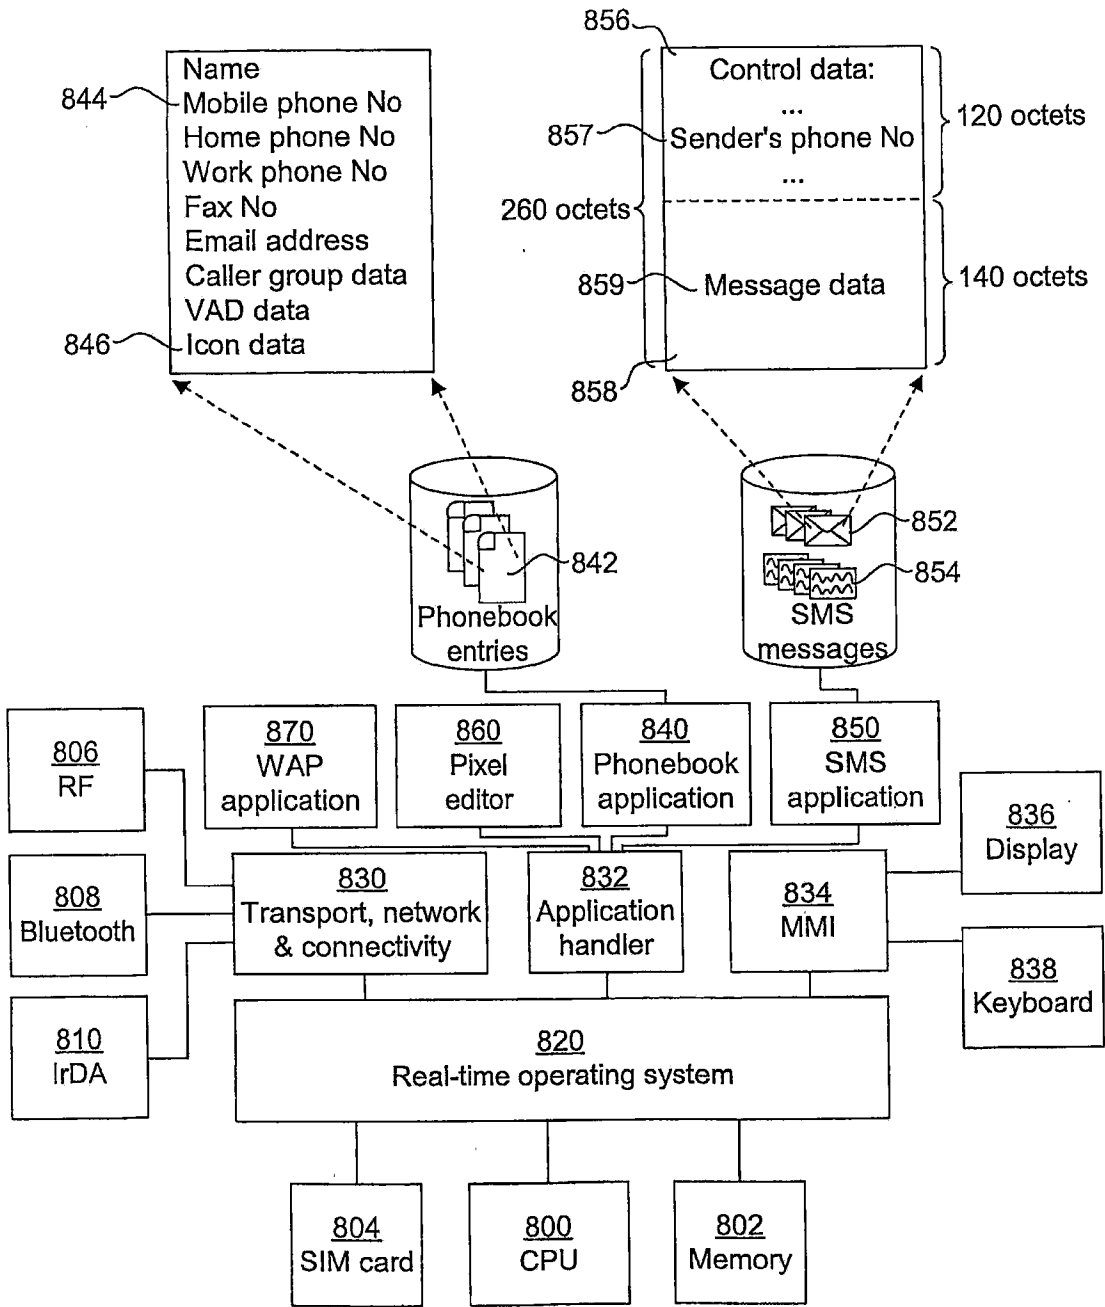 856
Name
844
Mobile phone No
Home phone No
Work phone No
Fax No
Email address
Caller group data
VAD data
846
Icon data
Control data:
...
857
Sender's phone No
...
120 octets
260 octets
859
Message data
140 octets
858
842
Phonebook
entries
852
854
SMS
messages
806
RF
870
WAP
application
860
Pixel
editor
840
Phonebook
application
850
SMS
application
836
Display
808
Bluetooth
830
Transport, network
& connectivity
832
Application
handler
834
MMI
838
Keyboard
810
IrDA
820
Real-time operating system
804
SIM card
800
CPU
802
Memory